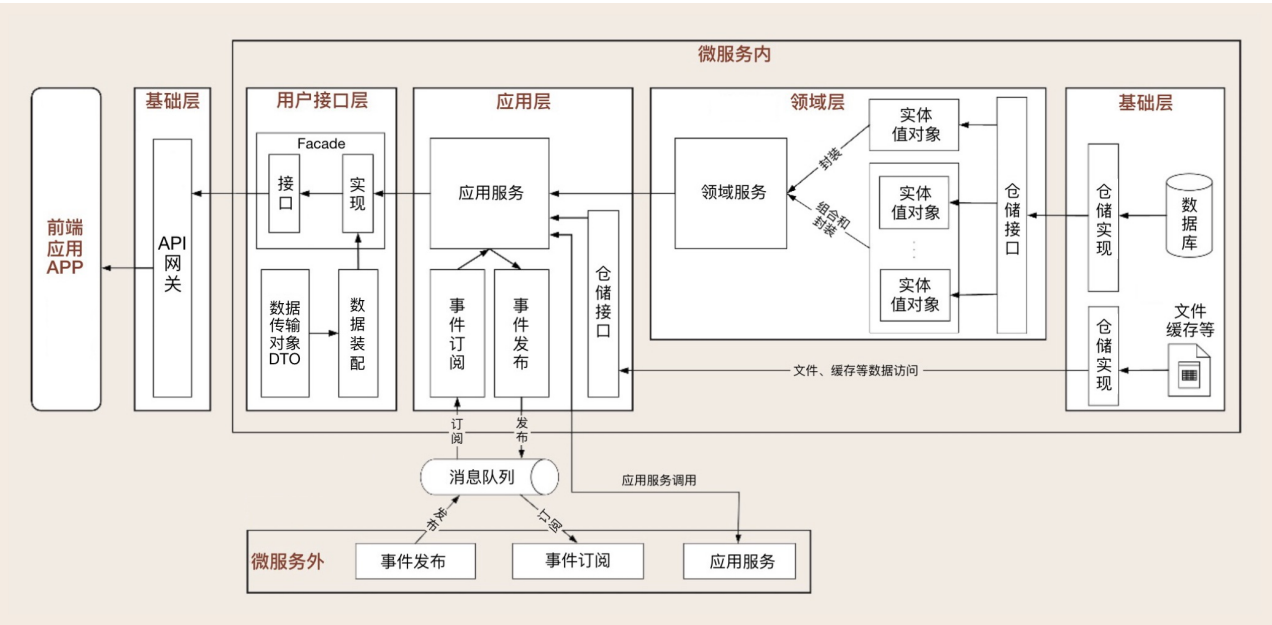 微服务内
前端
应用
APP
基础层
API
网
关
用户接口层
Facade
接
口
实
现
数据
传输
对象
DTO
数
据
装
配
应用层
应用服务
事
件
订
阅
事
件
发
布
仓
储
接
口
领域层
领域服务
封装
组合和
封装
实体
值对象
实体
值对象
实体
值对象
仓
储
接
口
基础层
仓
储
实
现
数
据
库
仓
储
实
现
文件
缓存等
文件、缓存等数据访问
订
阅
发
布
消息队列
应用服务调用
发布
订阅
微服务外
事件发布
事件订阅
应用服务